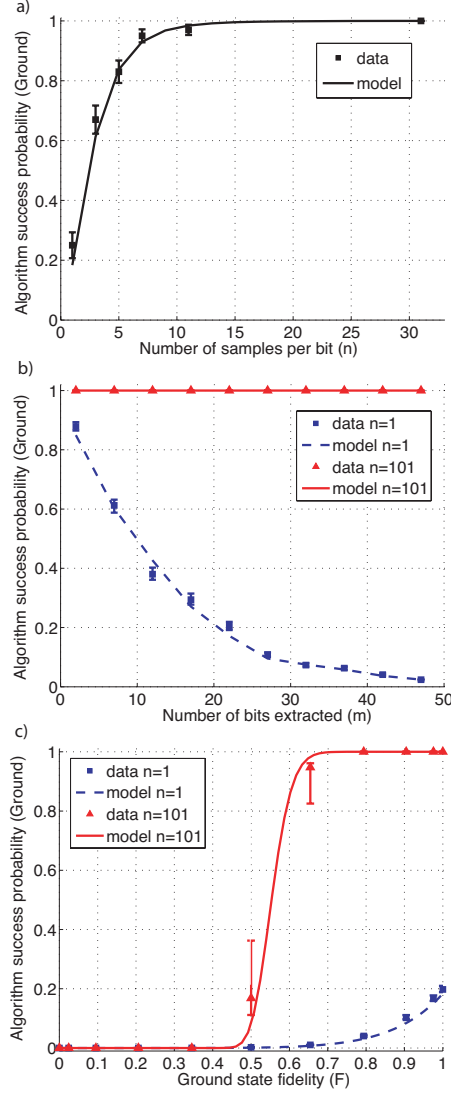 a)
Algorithm success probability (Ground)
1
0.8
0.6
0.4
0.2
0
data
model
0 5 10 15 20 25 30
Number of samples per bit (n)
b)
Algorithm success probability (Ground)
1
0.8
0.6
0.4
0.2
0
data n=1
model n=1
data n=101
model n=101
0 10 20 30 40 50
Number of bits extracted (m)
c)
Algorithm success probability (Ground)
1
0.8
0.6
0.4
0.2
0
data n=1
model n=1
data n=101
model n=101
0 0.1 0.2 0.3 0.4 0.5 0.6 0.7 0.8 0.9 1
Ground state fidelity (F)